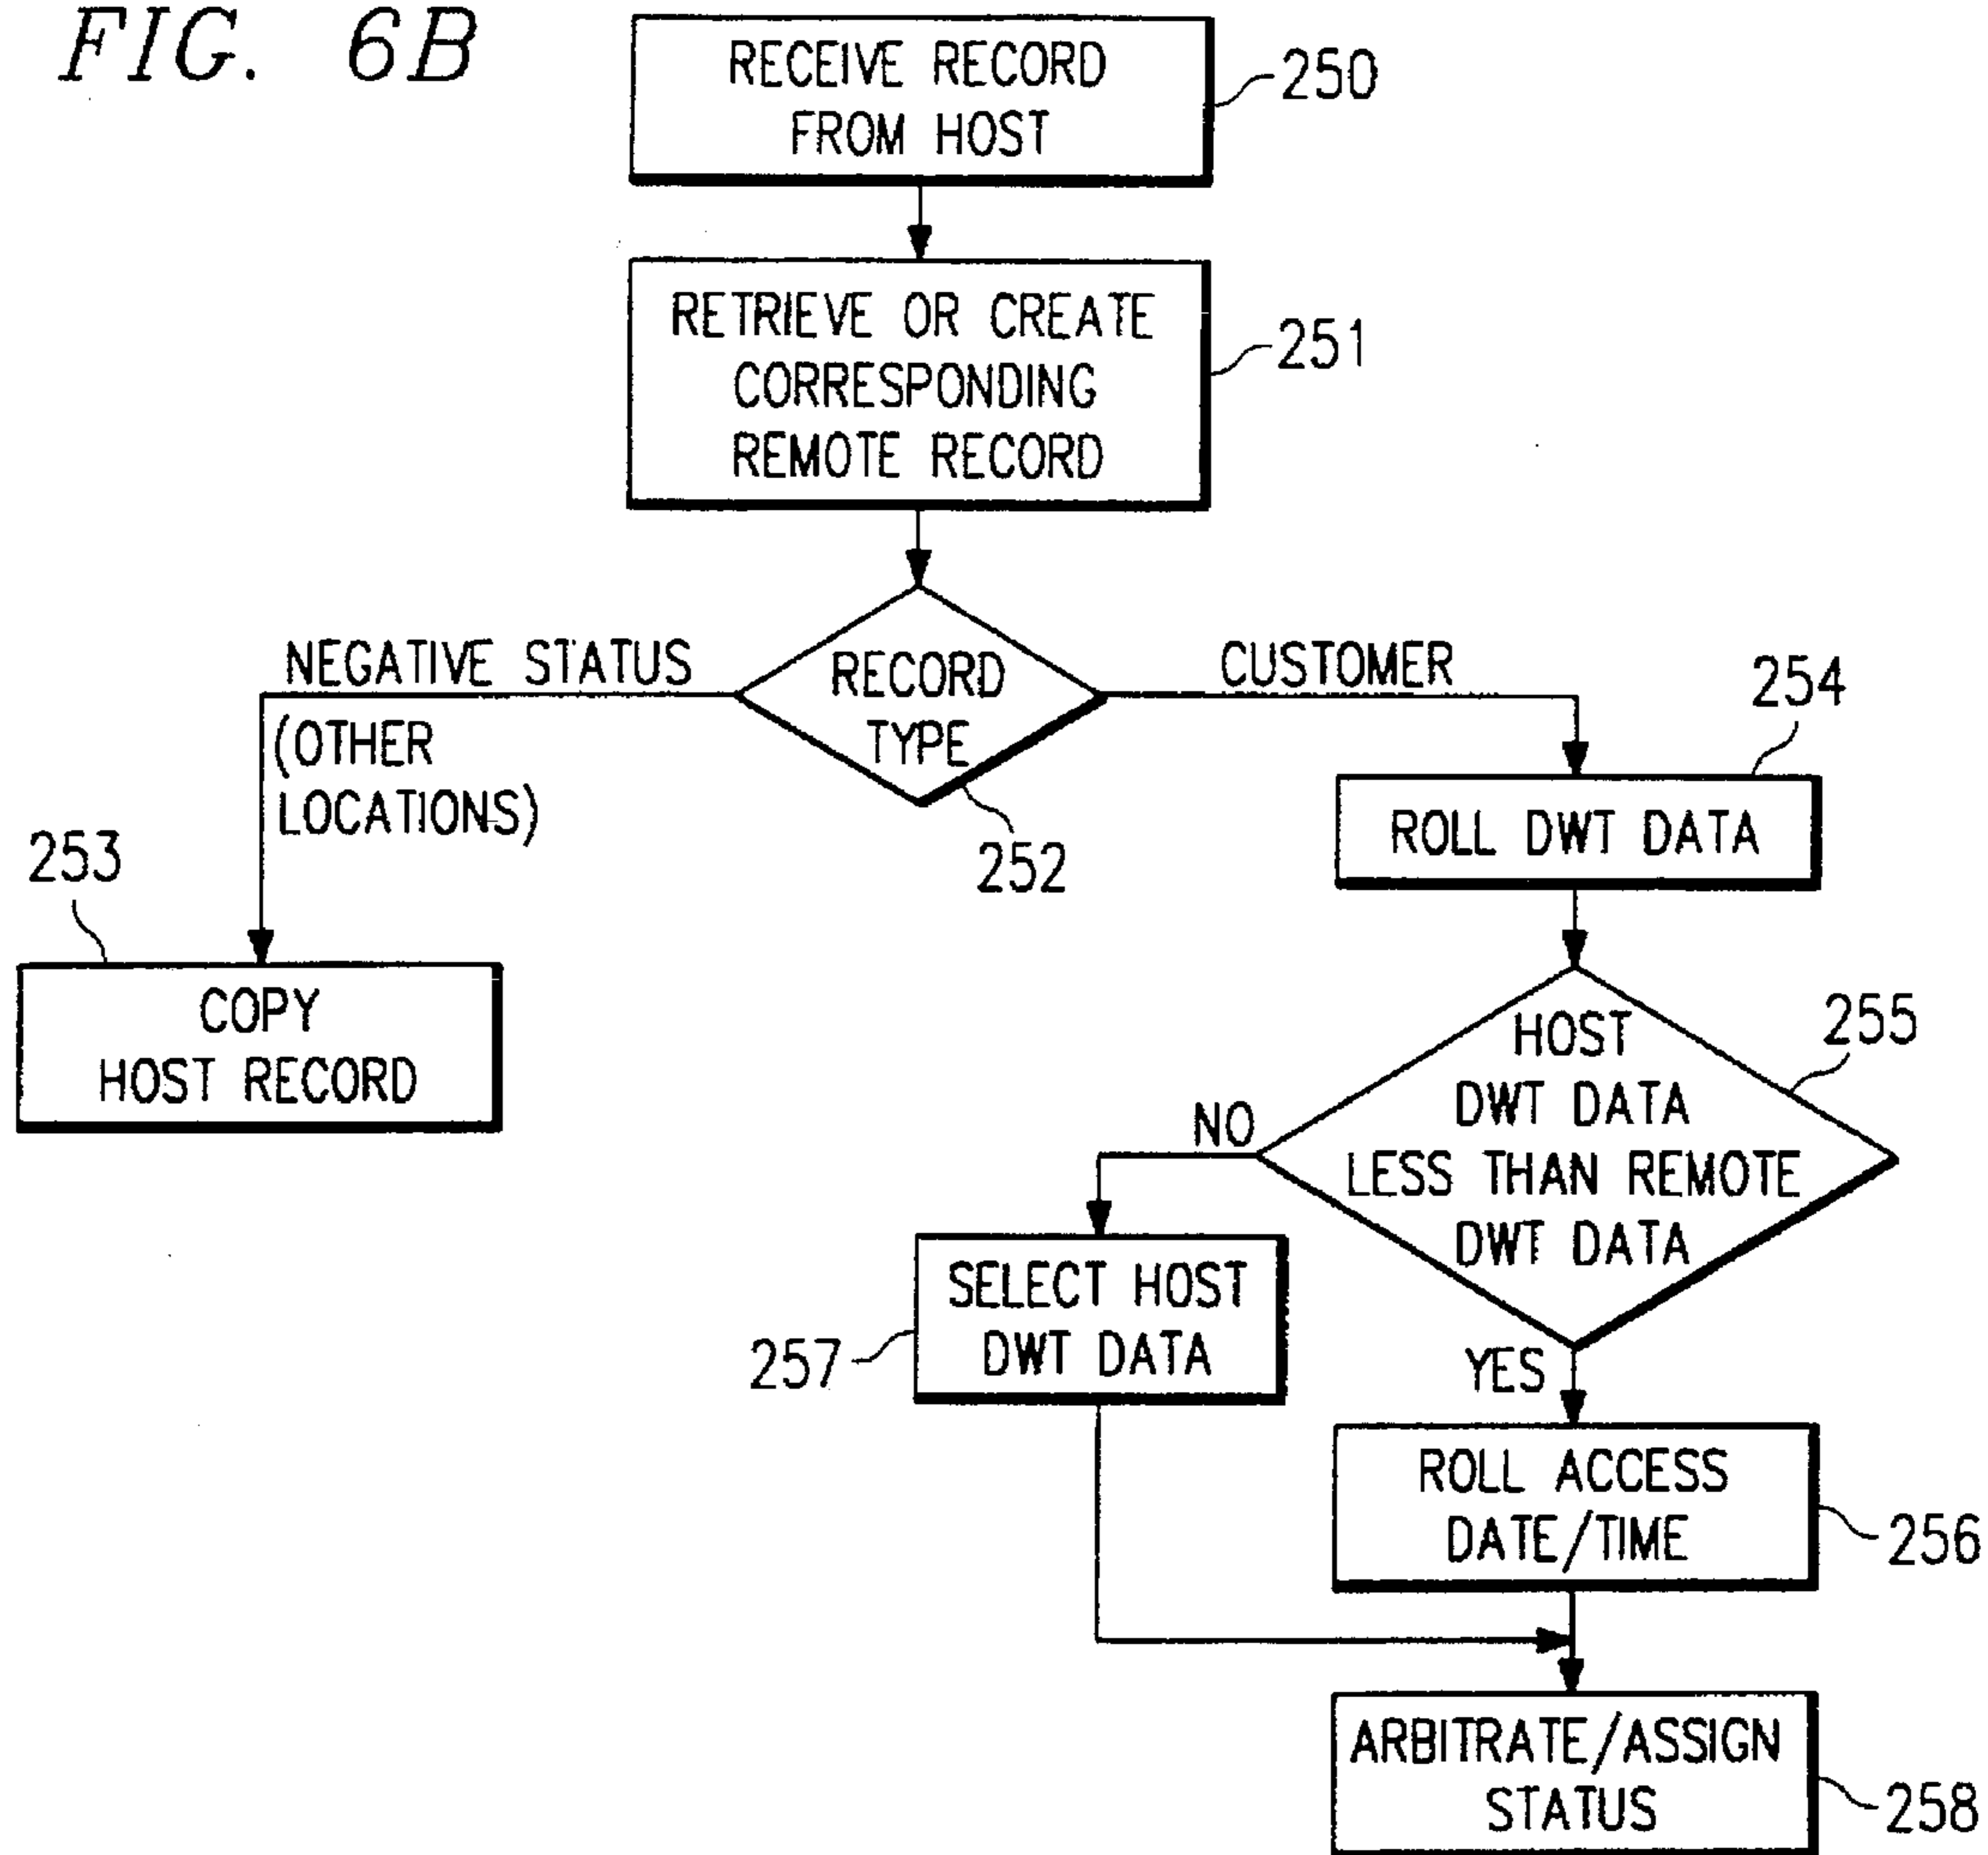 FIG. 6B
RECEIVE RECORD
FROM HOST
250
RETRIEVE OR CREATE
CORRESPONDING
REMOTE RECORD
251
NEGATIVE STATUS
(OTHER
LOCATIONS)
RECORD
TYPE
252
CUSTOMER
253
COPY
HOST RECORD
254
ROLL DWT DATA
HOST
DWT DATA
LESS THAN REMOTE
DWT DATA
255
NO
SELECT HOST
DWT DATA
257
YES
ROLL ACCESS
DATE/TIME
256
ARBITRATE/ASSIGN
STATUS
258